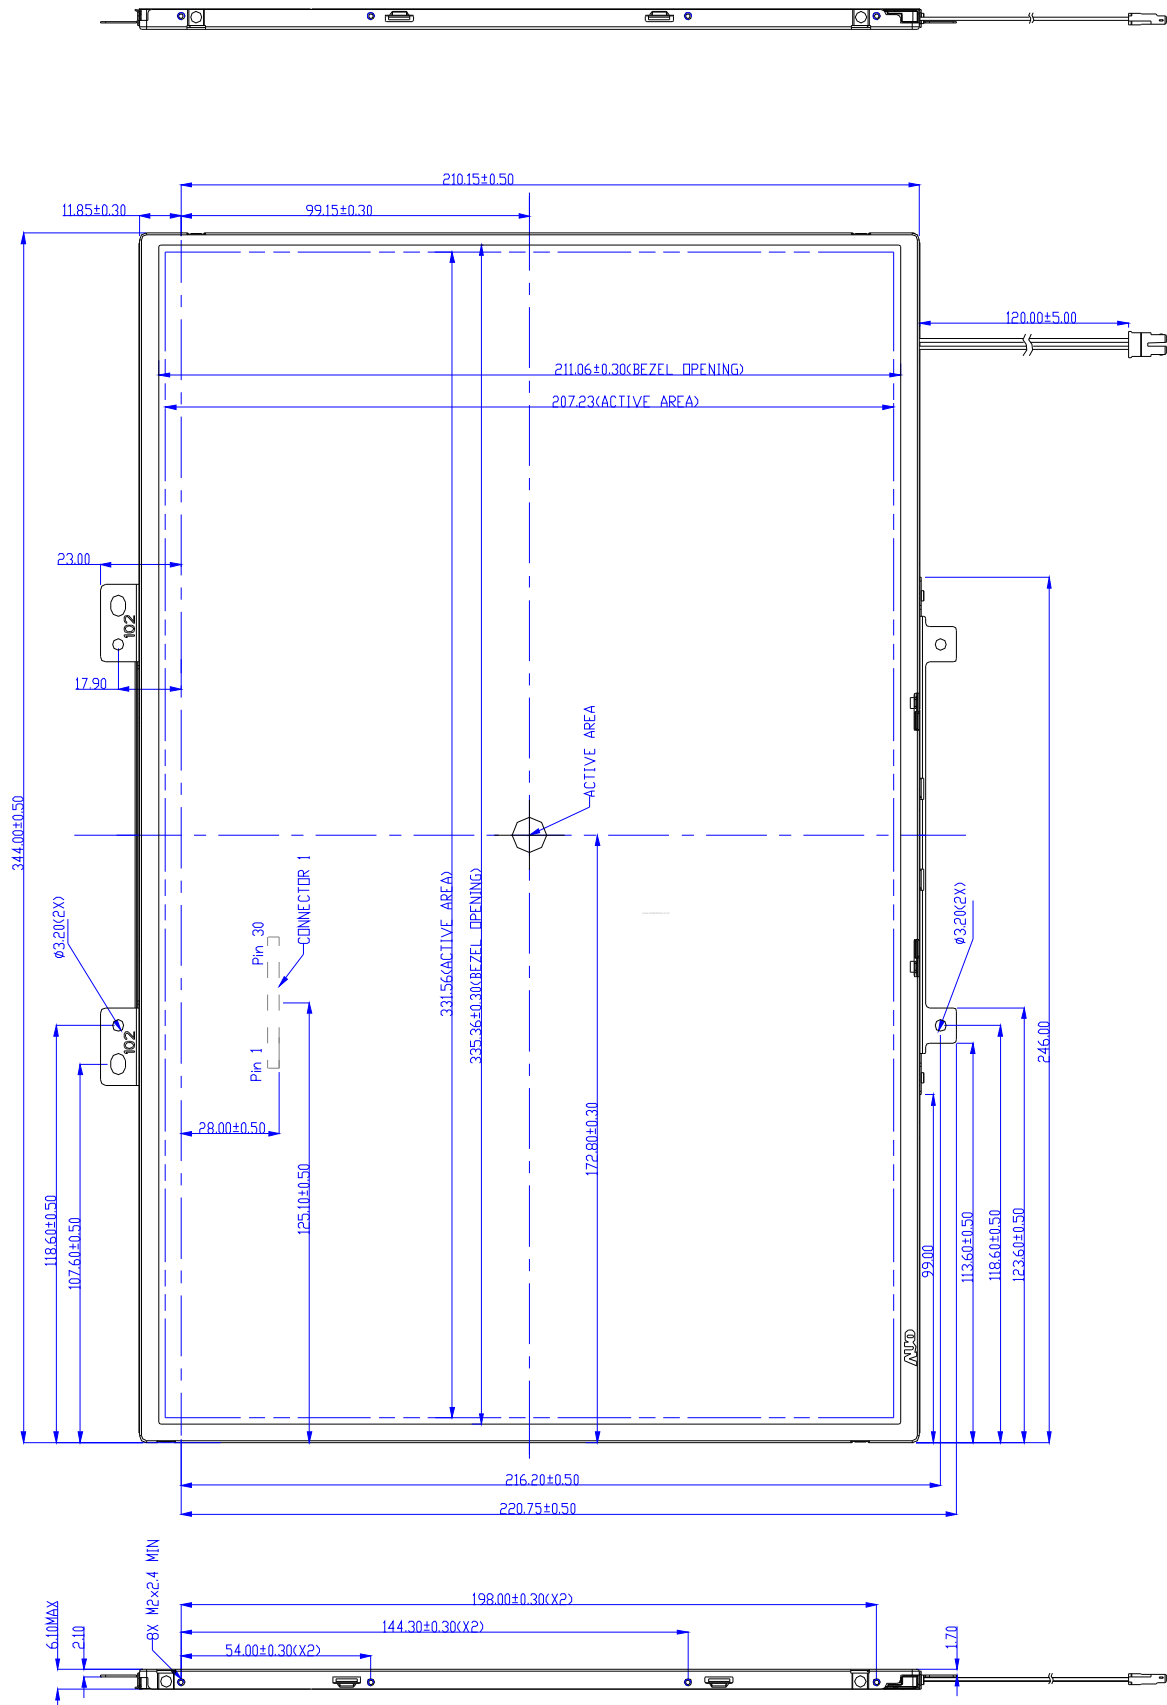 210.15±0.50
11.85±0.30
99.15±0.30
120.00±5.00
211.06±0.30(BEZEL OPENING)
207.23(ACTIVE AREA)
23.00
102
17.90
ACTIVE AREA
344.00±0.50
CONNECTOR 1
Pin 30
331.56(ACTIVE AREA)
335.36±0.30(BEZEL OPENING)
ø3.20(2X)
ø3.20(2X)
102
Pin 1
246.00
28.00±0.50
172.80±0.30
125.10±0.50
118.60±0.50
107.60±0.50
99.00
113.60±0.50
118.60±0.50
123.60±0.50
AUO
216.20±0.50
220.75±0.50
8X M2x2.4 MIN
198.00±0.30(X2)
144.30±0.30(X2)
54.00±0.30(X2)
6.10MAX
2.10
1.70